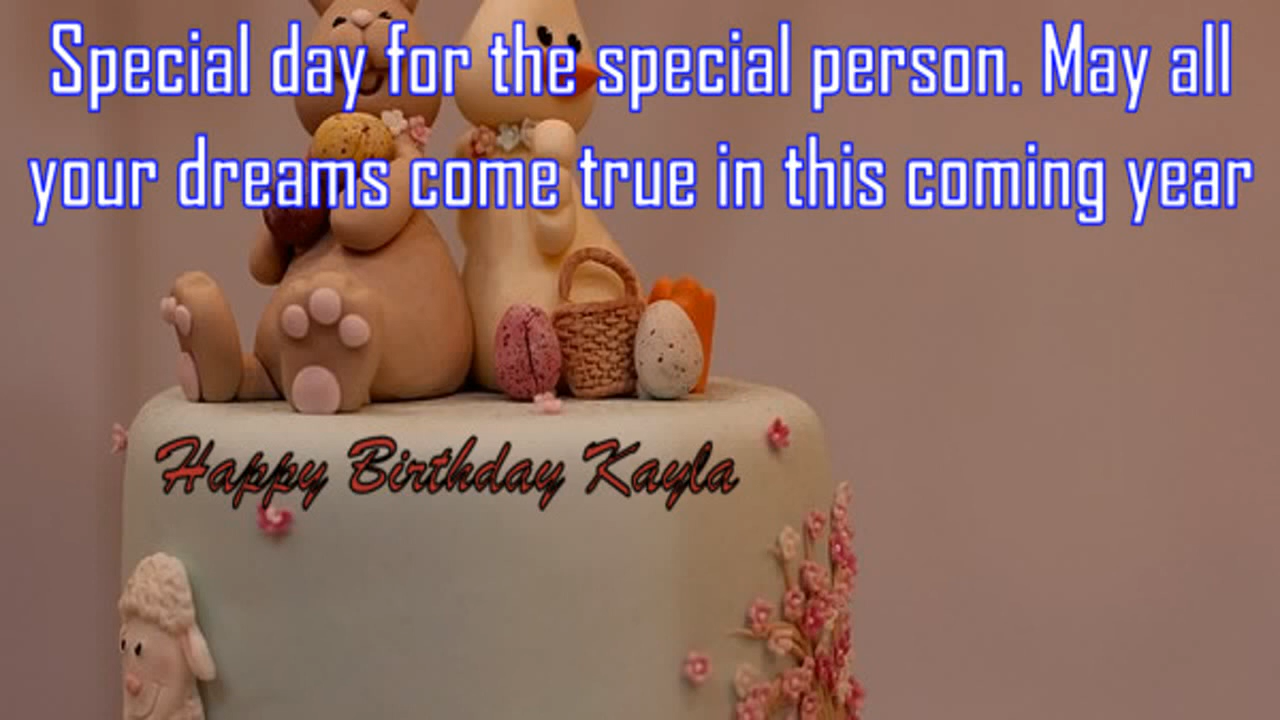 Special day for the special person. May all
your dreams come true in this coming year
Happy Birthday Kayla